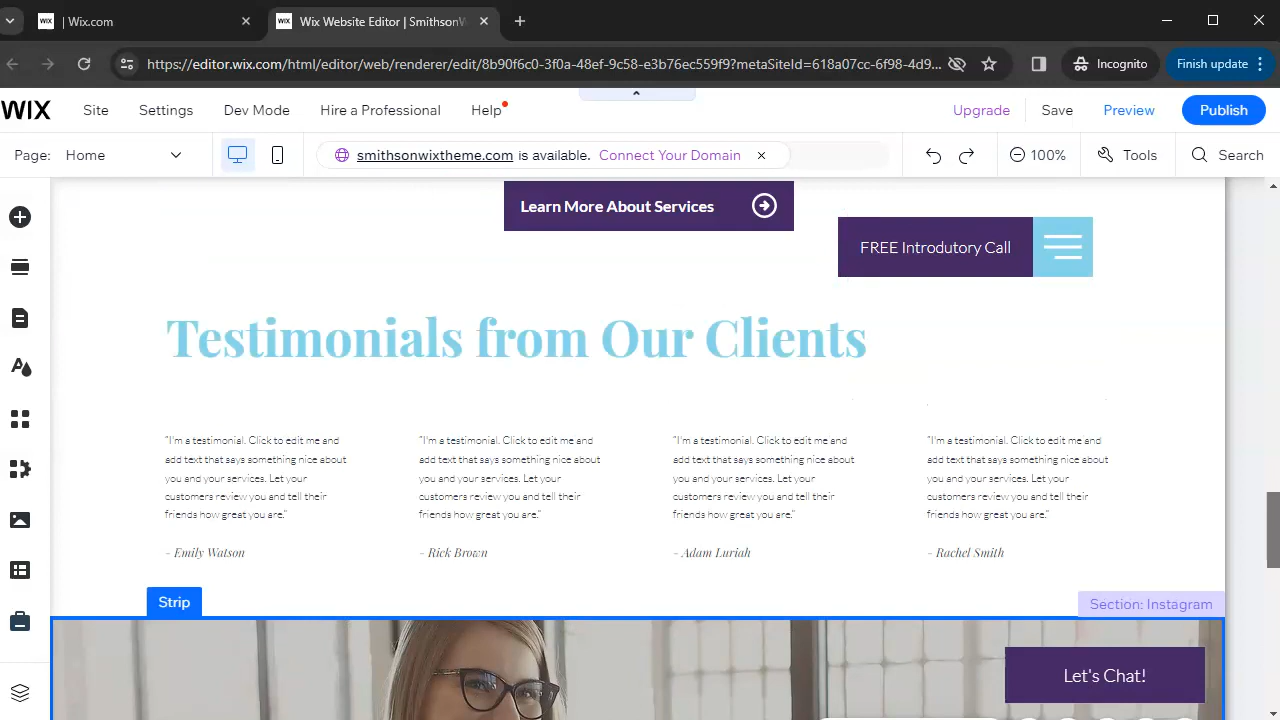 WIX | Wix.com
WIX Wix Website Editor | SmithsonW
https://editor.wix.com/html/editor/web/renderer/edit/8b90f6c0-3f0a-48ef-9c58-e3b76ec559f9?metaSiteId=618a07cc-6f98-4d9...
Incognito
Finish update
WIX Site Settings Dev Mode Hire a Professional Help Upgrade Save Preview Publish
Page: Home smithsonwixtheme.com is available. Connect Your Domain 100% Tools Search
Learn More About Services
FREE Introdutory Call
Testimonials from Our Clients
“I'm a testimonial. Click to edit me and
add text that says something nice about
you and your services. Let your
customers review you and tell their
friends how great you are.”
- Emily Watson
“I'm a testimonial. Click to edit me and
add text that says something nice about
you and your services. Let your
customers review you and tell their
friends how great you are.”
- Rick Brown
“I'm a testimonial. Click to edit me and
add text that says something nice about
you and your services. Let your
customers review you and tell their
friends how great you are.”
- Adam Luriah
“I'm a testimonial. Click to edit me and
add text that says something nice about
you and your services. Let your
customers review you and tell their
friends how great you are.”
- Rachel Smith
Strip
Section: Instagram
Let's Chat!